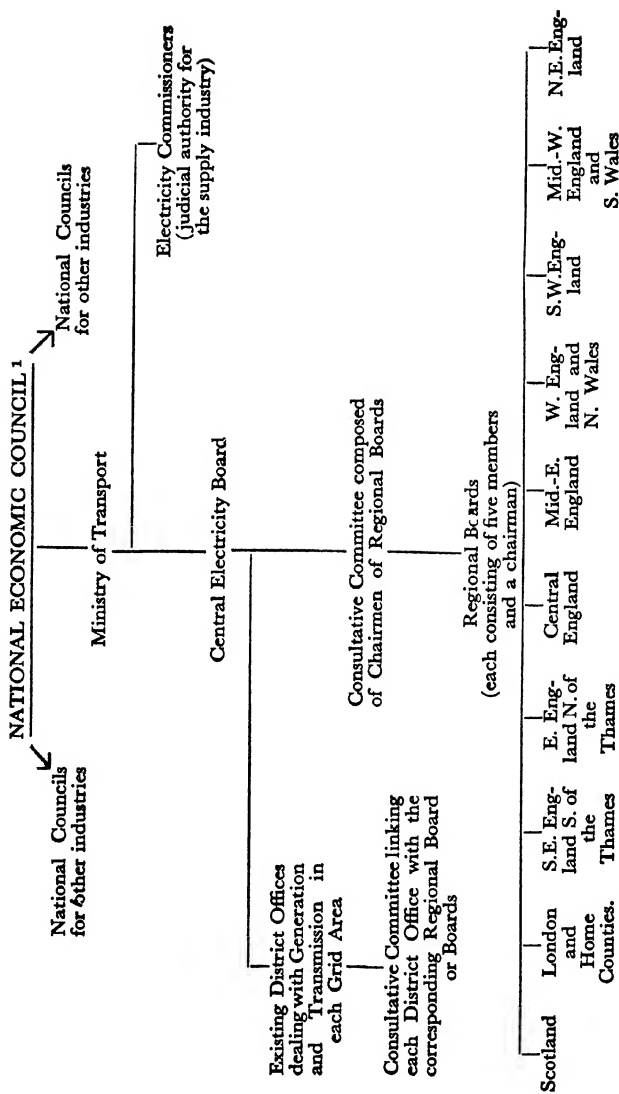 NATIONAL ECONOMIC COUNCIL 1
National Councils
for other industries
National Councils
for other industries
Ministry of Transport
Electricity Commissioners
(judicial authority for
the supply industry)
Central Electricity Board
Existing District Offices
dealing with Generation
and Transmission in
each Grid Area
Consultative Committee composed
of Chairmen of Regional Boards
Consultative Committee linking
each District Office with the
corresponding Regional Board
or Boards
Regional Boards
(each consisting of five members
and a chairman)
Scotland
London
and
Home
Counties.
S.E. Eng-
land S. of
the
Thames
E. Eng-
land N. of
the
Thames
Central
England
Mid.-E.
England
W. Eng-
land and
N. Wales
S.W. Eng-
land
Mid.-W.
England
and
S. Wales
N.E. Eng-
land